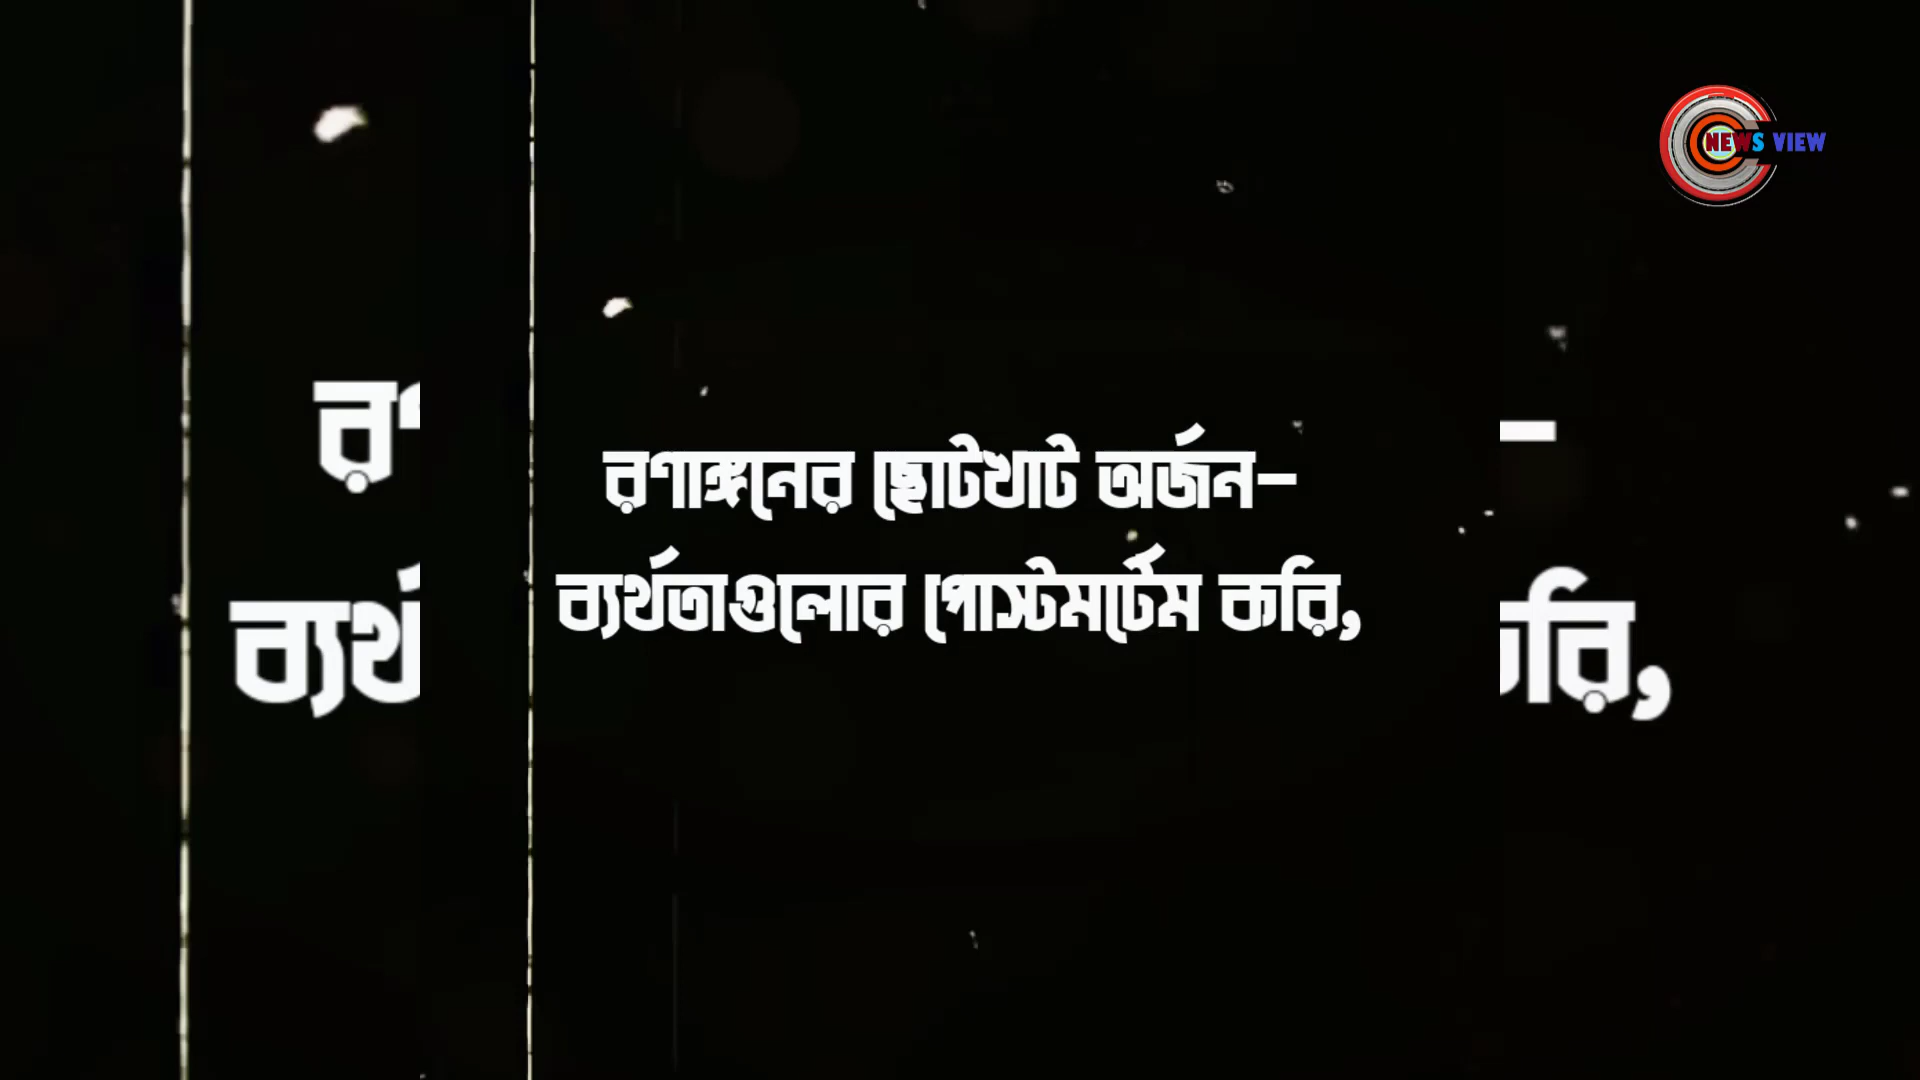 NEWS VIEW
রণাঙ্গনের ছোটখাট অর্জন-
ব্যর্থতাগুলোর পোস্টমর্টেম করি,